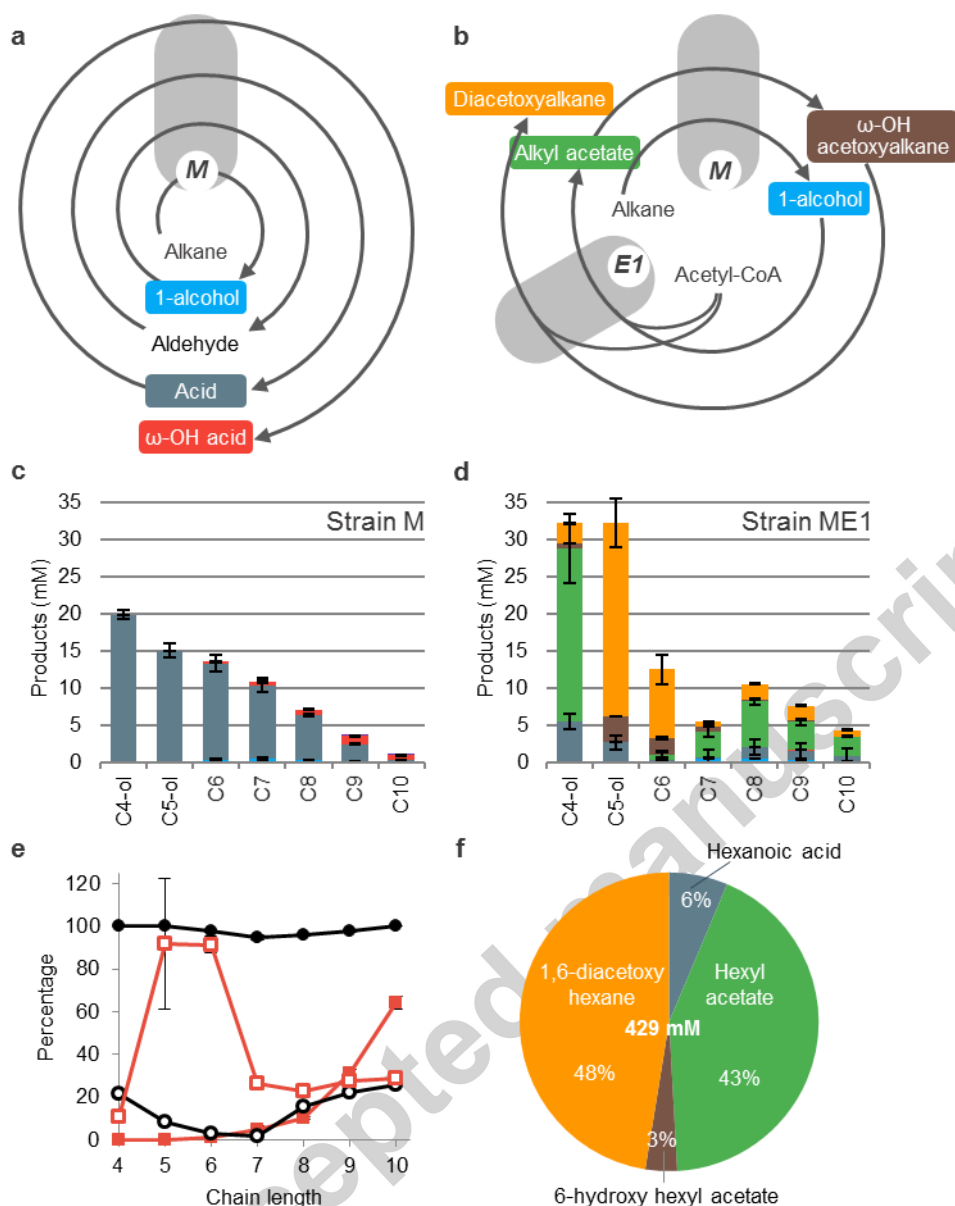 a
M
Alkane
1-alcohol
Aldehyde
Acid
ω-OH acid
b
Diacetoxyalkane
Alkyl acetate
ω-OH
acetoxyalkane
M
Alkane
1-alcohol
E1
Acetyl-CoA
c
Strain M
Products (mM)
35
30
25
20
15
10
5
0
C4-ol
C5-ol
C6
C7
C8
C9
C10
d
Strain ME1
Products (mM)
35
30
25
20
15
10
5
0
C4-ol
C5-ol
C6
C7
C8
C9
C10
e
Percentage
120
100
80
60
40
20
0
4
5
6
7
8
9
10
Chain length
f
Hexanoic acid
6%
1,6-diacetoxy
hexane
Hexyl
acetate
429 mM
48%
43%
3%
6-hydroxy hexyl acetate
cepted manuscrip